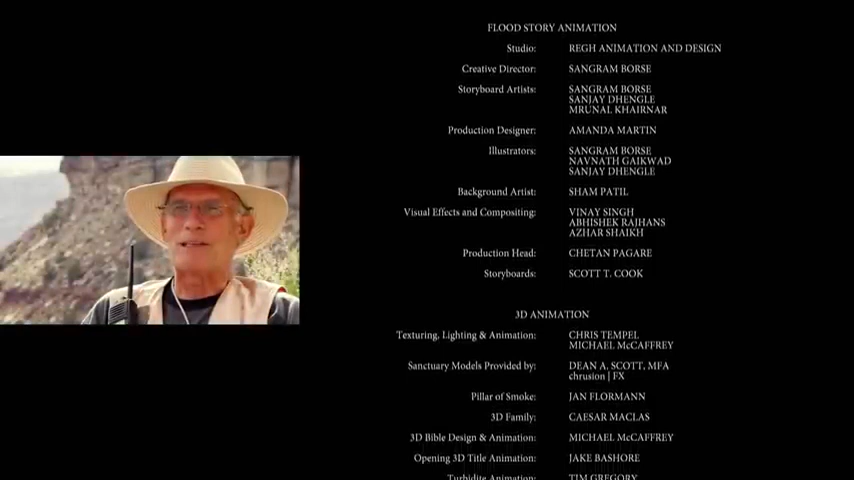 FLOOD STORY ANIMATION
Studio: REGH ANIMATION AND DESIGN
Creative Director: SANGRAM BORSE
Storyboard Artists: SANGRAM BORSE
SANJAY DHENGLE
MRUNAL KHAIRNAR
Production Designer: AMANDA MARTIN
Illustrators: SANGRAM BORSE
NAVNATH GAIKWAD
SANJAY DHENGLE
Background Artist: SHAM PATIL
Visual Effects and Compositing: VINAY SINGH
ABHISHEK RAJHANS
AZHAR SHAIKH
Production Head: CHETAN PAGARE
Storyboards: SCOTT T. COOK
3D ANIMATION
Texturing, Lighting & Animation: CHRIS TEMPEL
MICHAEL McCAFFREY
Sanctuary Models Provided by: DEAN A. SCOTT, MFA
chrusion | FX
Pillar of Smoke: JAN FLORMANN
3D Family: CAESAR MACLAS
3D Bible Design & Animation: MICHAEL McCAFFREY
Opening 3D Title Animation: JAKE BASHORE
Turbidite Animation: TIM GREGORY